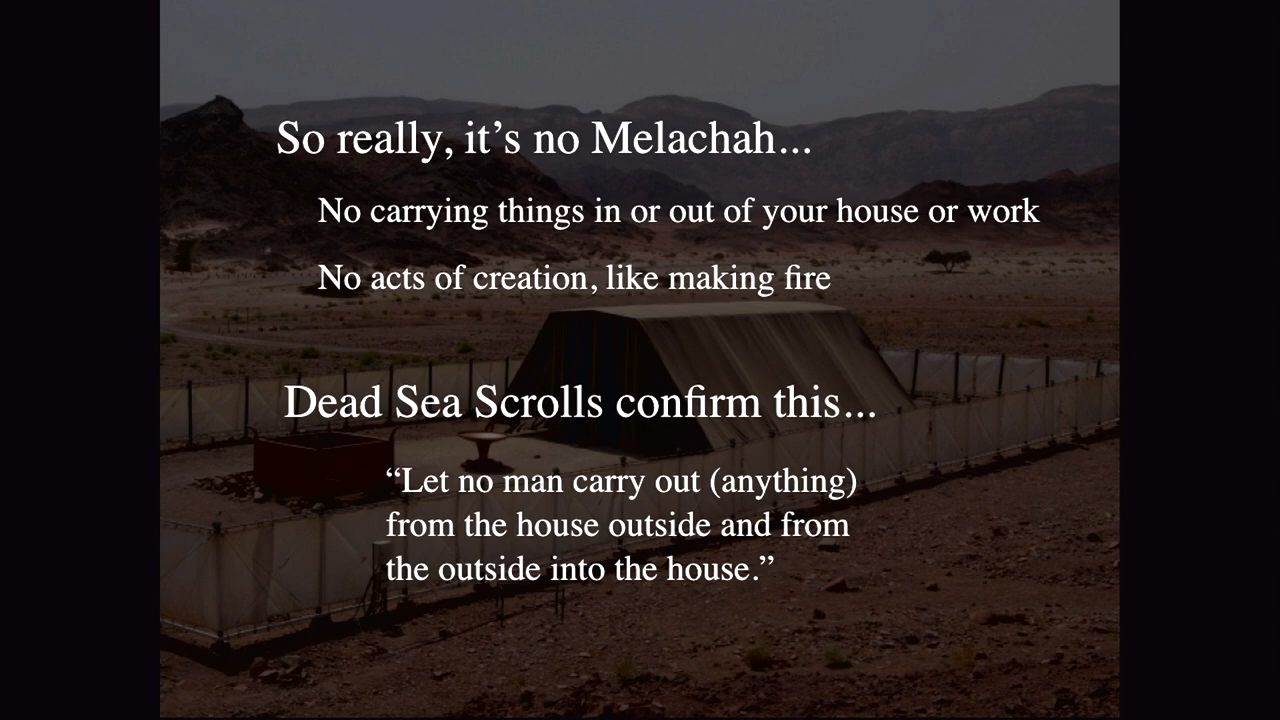 So really, it’s no Melachah...
No carrying things in or out of your house or work
No acts of creation, like making fire
Dead Sea Scrolls confirm this...
“Let no man carry out (anything)
from the house outside and from
the outside into the house.”